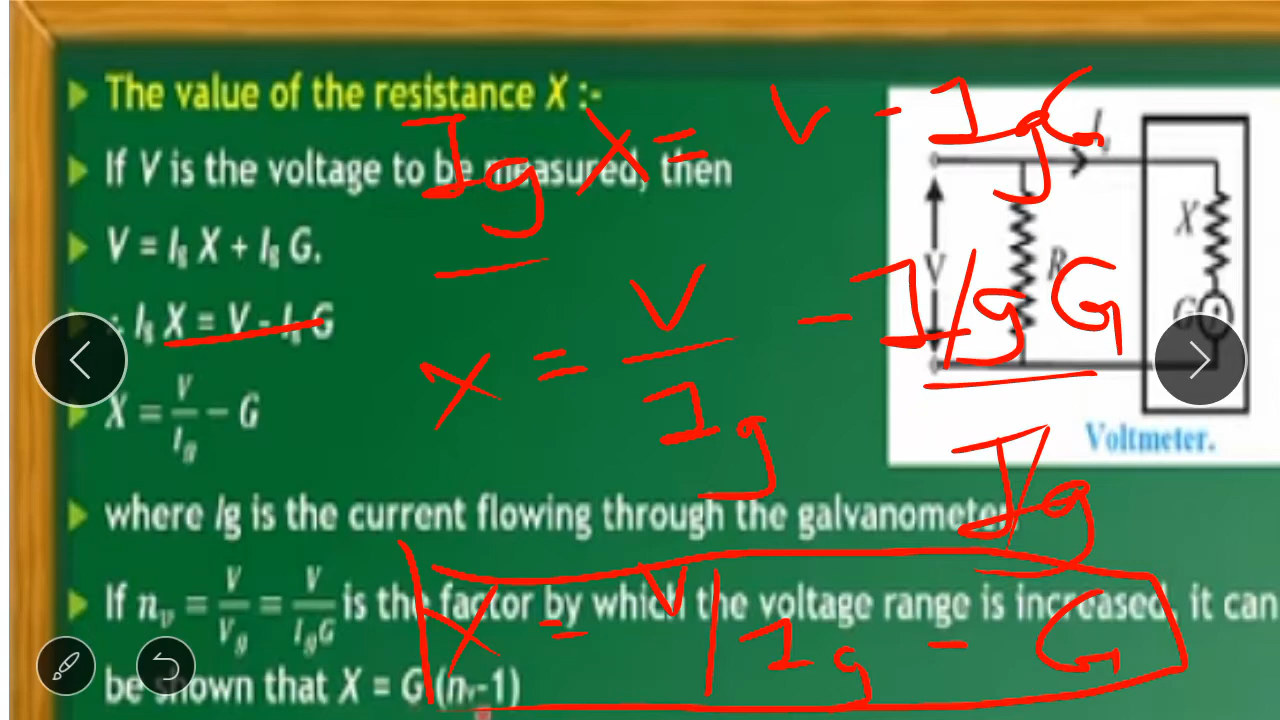 The value of the resistance X :-
If V is the voltage to be measured, then
V = Ig X + Ig G.
∴ Ig X = V - Ig G
X = V/Ig - G
where Ig is the current flowing through the galvanometer
If nv = V/Vg = V/IgG is the factor by which the voltage range is increased, it can
be shown that X = G (nv-1)
Ig X = V - IgG
X = V/Ig - IgG/Ig
X = V/Ig - G
Ig
V
R
X
G
Voltmeter.